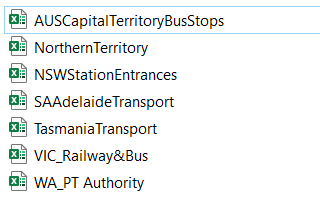 AUSCapitalTerritoryBusStops
NorthernTerritory
NSWStationEntrances
SAAdelaideTransport
TasmaniaTransport
VIC_Railway&Bus
WA_PT Authority